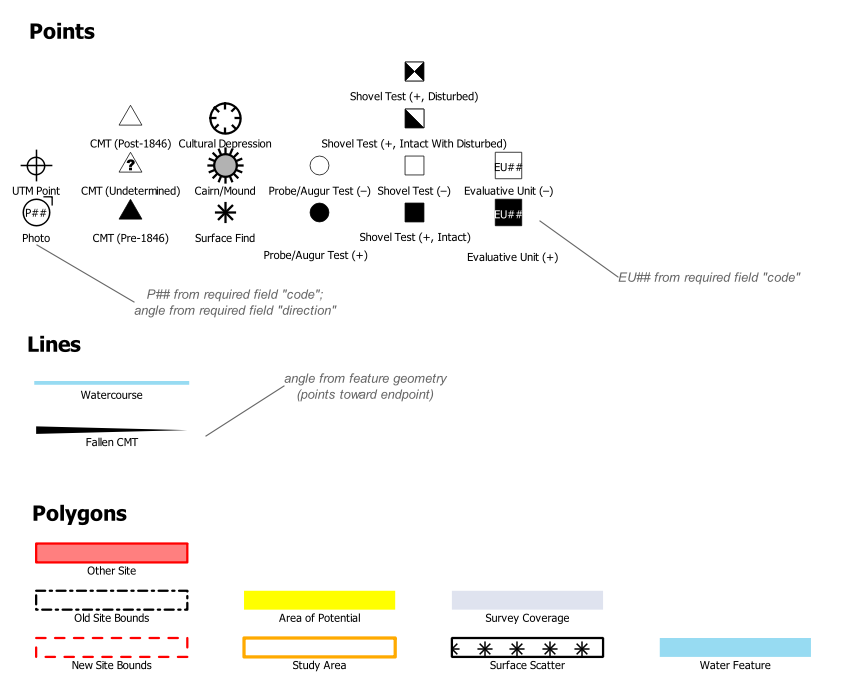 Points
Shovel Test (+, Disturbed)
CMT (Post-1846)
Cultural Depression
Shovel Test (+, Intact With Disturbed)
?
EU##
UTM Point
CMT (Undetermined)
Cairn/Mound
Probe/Augur Test (–)
Shovel Test (–)
Evaluative Unit (–)
P##
EU##
Photo
CMT (Pre-1846)
Surface Find
Shovel Test (+, Intact)
Probe/Augur Test (+)
Evaluative Unit (+)
EU## from required field "code"
P## from required field "code";
angle from required field "direction"
Lines
angle from feature geometry
(points toward endpoint)
Watercourse
Fallen CMT
Polygons
Other Site
Old Site Bounds
Area of Potential
Survey Coverage
New Site Bounds
Study Area
Surface Scatter
Water Feature